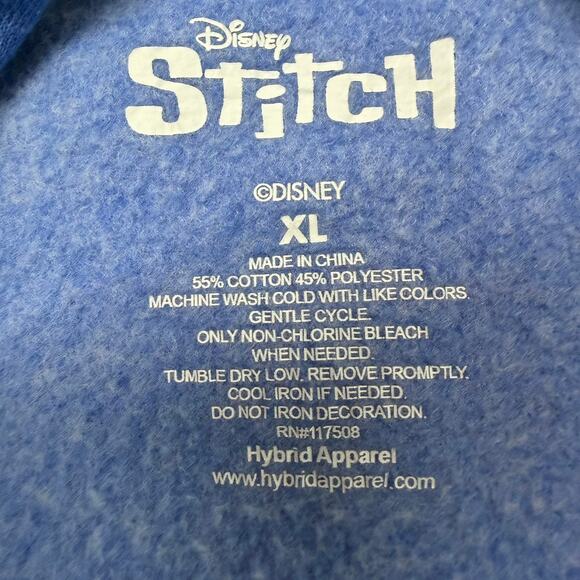 Disney
Stitch
©DISNEY
XL
MADE IN CHINA
55% COTTON 45% POLYESTER
MACHINE WASH COLD WITH LIKE COLORS.
GENTLE CYCLE.
ONLY NON-CHLORINE BLEACH
WHEN NEEDED.
TUMBLE DRY LOW. REMOVE PROMPTLY.
COOL IRON IF NEEDED.
DO NOT IRON DECORATION.
RN#117508
Hybrid Apparel
www.hybridapparel.com